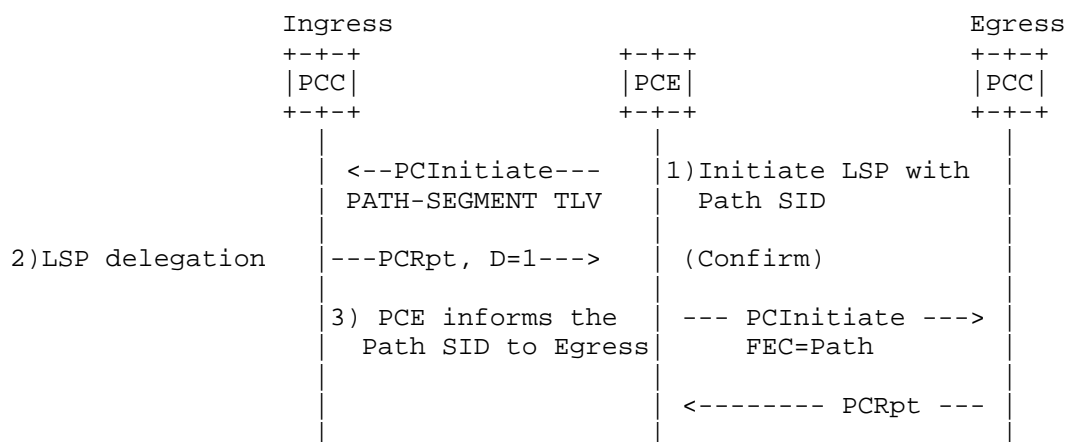 Ingress                                         Egress
                   +-+-+                   +-+-+                   +-+-+
                   |PCC|                   |PCE|                   |PCC|
                   +-+-+                   +-+-+                   +-+-+
                     |                       |                       |
                     | <--PCInitiate---      |1)Initiate LSP with    |
                     | PATH-SEGMENT TLV      |  Path SID             |
                     |                       |                       |
2)LSP delegation     |---PCRpt, D=1--->      | (Confirm)             |
                     |                       |                       |
                     |3) PCE informs the     | --- PCInitiate --->   |
                     |  Path SID to Egress   |     FEC=Path          |
                     |                       |                       |
                     |                       | <-------- PCRpt ---   |
                     |                       |                       |